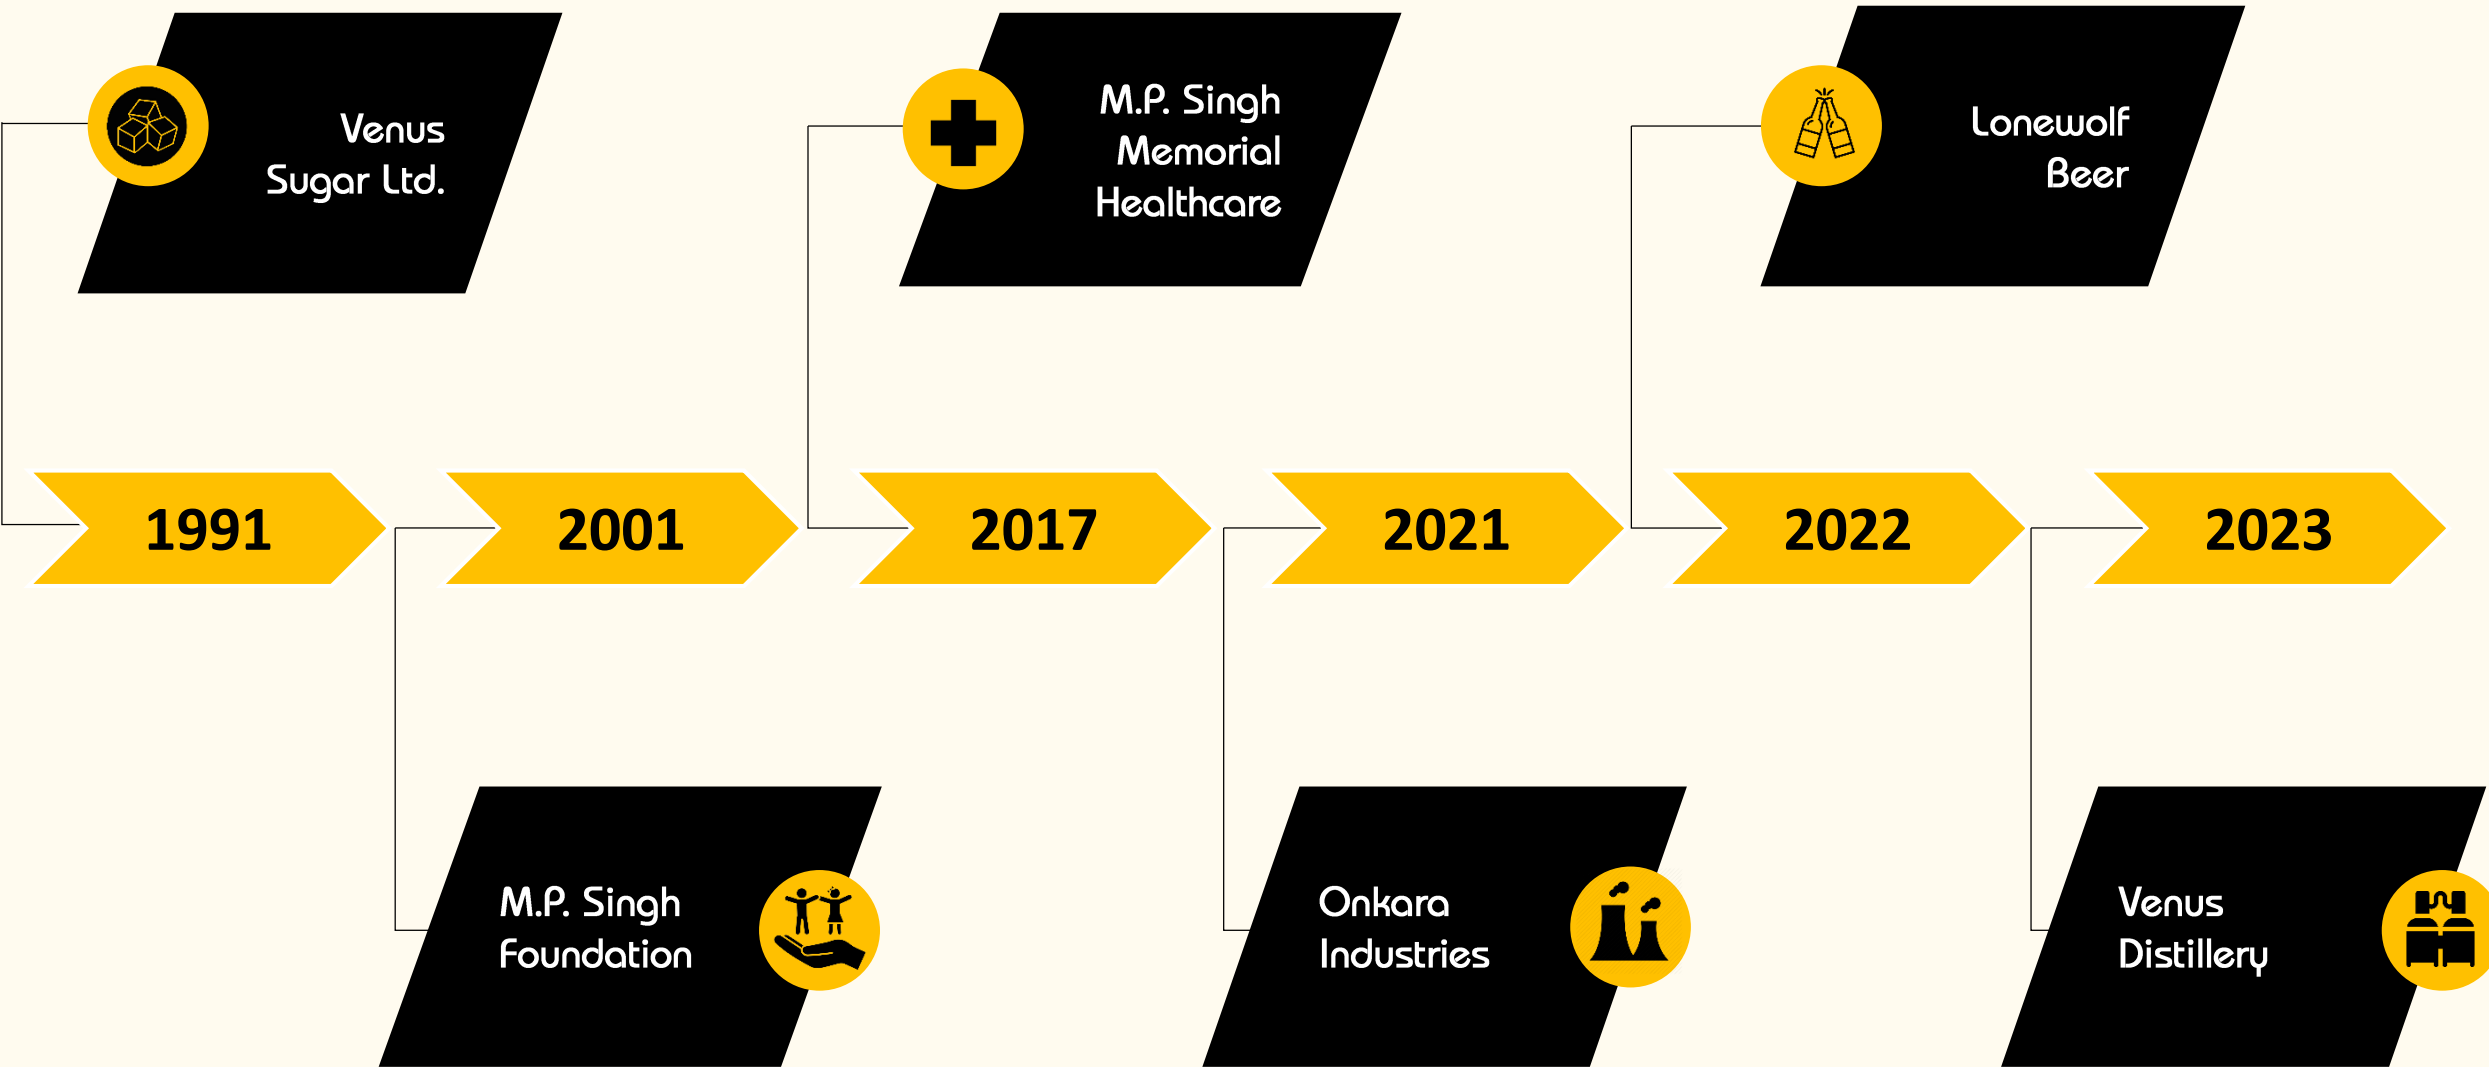 Venus
Sugar Ltd.
M.P. Singh
Memorial
Healthcare
Lonewolf
Beer
1991
2001
2017
2021
2022
2023
M.P. Singh
Foundation
Onkara
Industries
Venus
Distillery